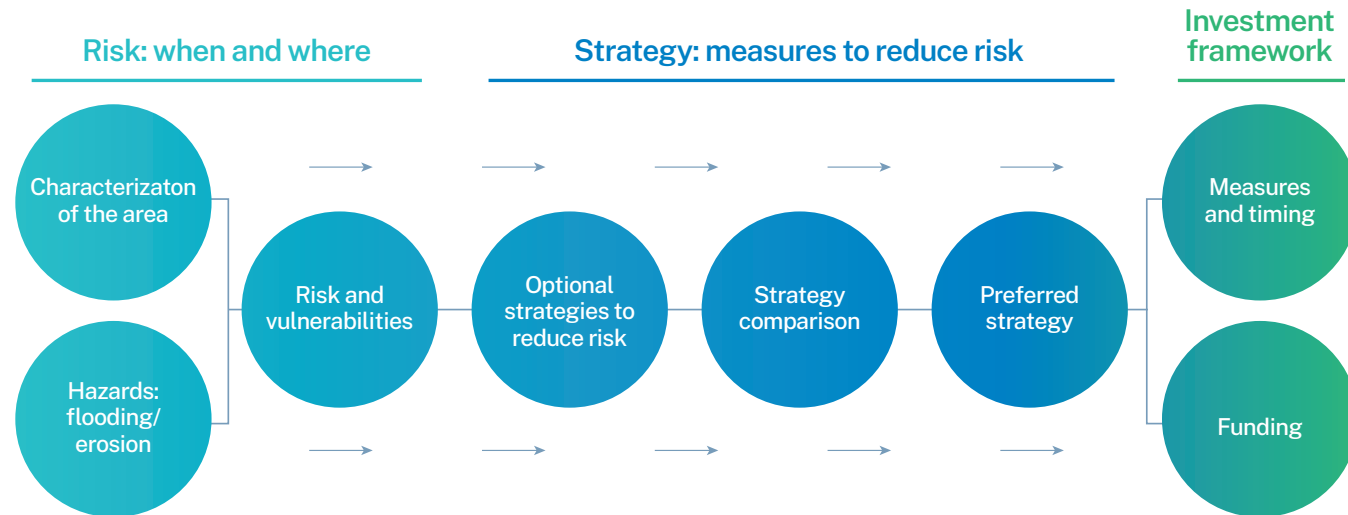 Risk: when and where
Strategy: measures to reduce risk
Investment
framework
Characterizaton
of the area
Hazards:
flooding/
erosion
Risk and
vulnerabilities
Optional
strategies to
reduce risk
Strategy
comparison
Preferred
strategy
Measures
and timing
Funding